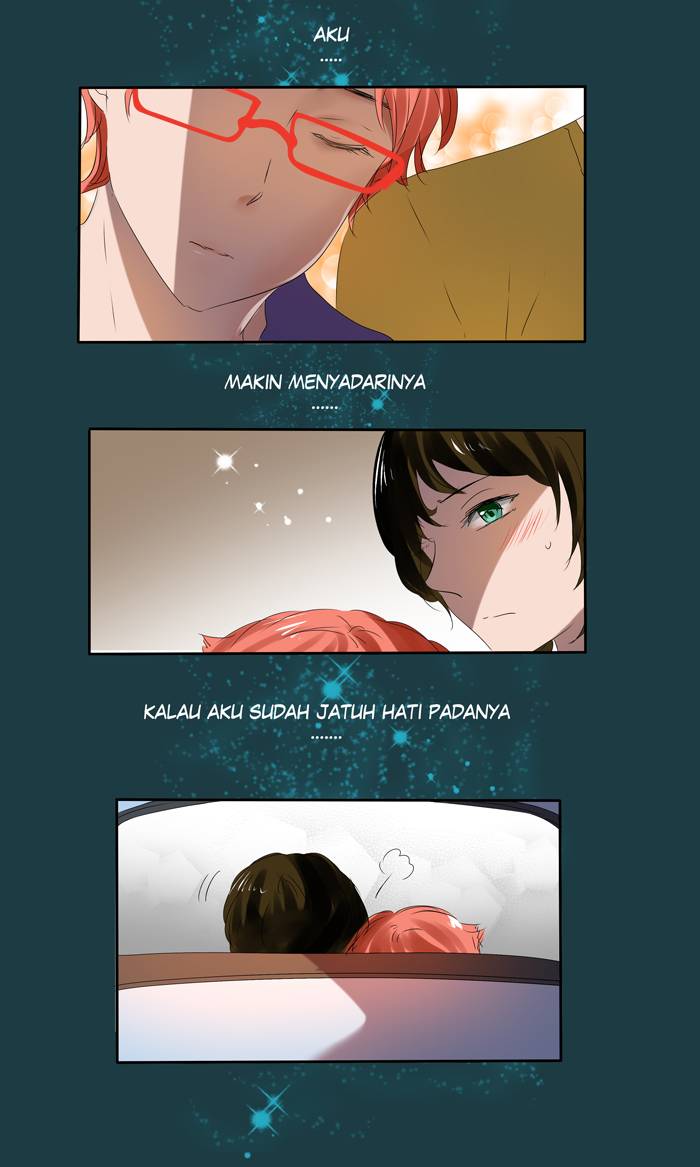 AKU
.....
MAKIN MENYADARINYA
......
KALAU AKU SUDAH JATUH HATI PADANYA
.......